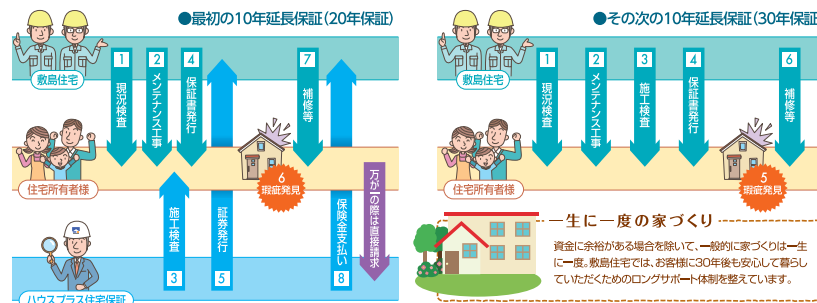 ●最初の10年延長保証(20年保証)
敷島住宅
1 現況検査
2 メンテナンス工事
4 保証書発行
7 補修等
住宅所有者様
6
瑕疵発見
万が一の際は直接請求
施工検査 3
証券発行 5
保険金支払い 8
ハウスプラス住宅保証
●その次の10年延長保証(30年保証
敷島住宅
1 現況検査
2 メンテナンス工事
3 施工検査
4 保証書発行
6 補修等
住宅所有者様
5
瑕疵発見
一生に一度の家づくり
資金に余裕がある場合を除いて、一般的に家づくりは一生
に一度。敷島住宅では、お客様に30年後も安心して暮らし
ていただくためのロングサポート体制を整えています。